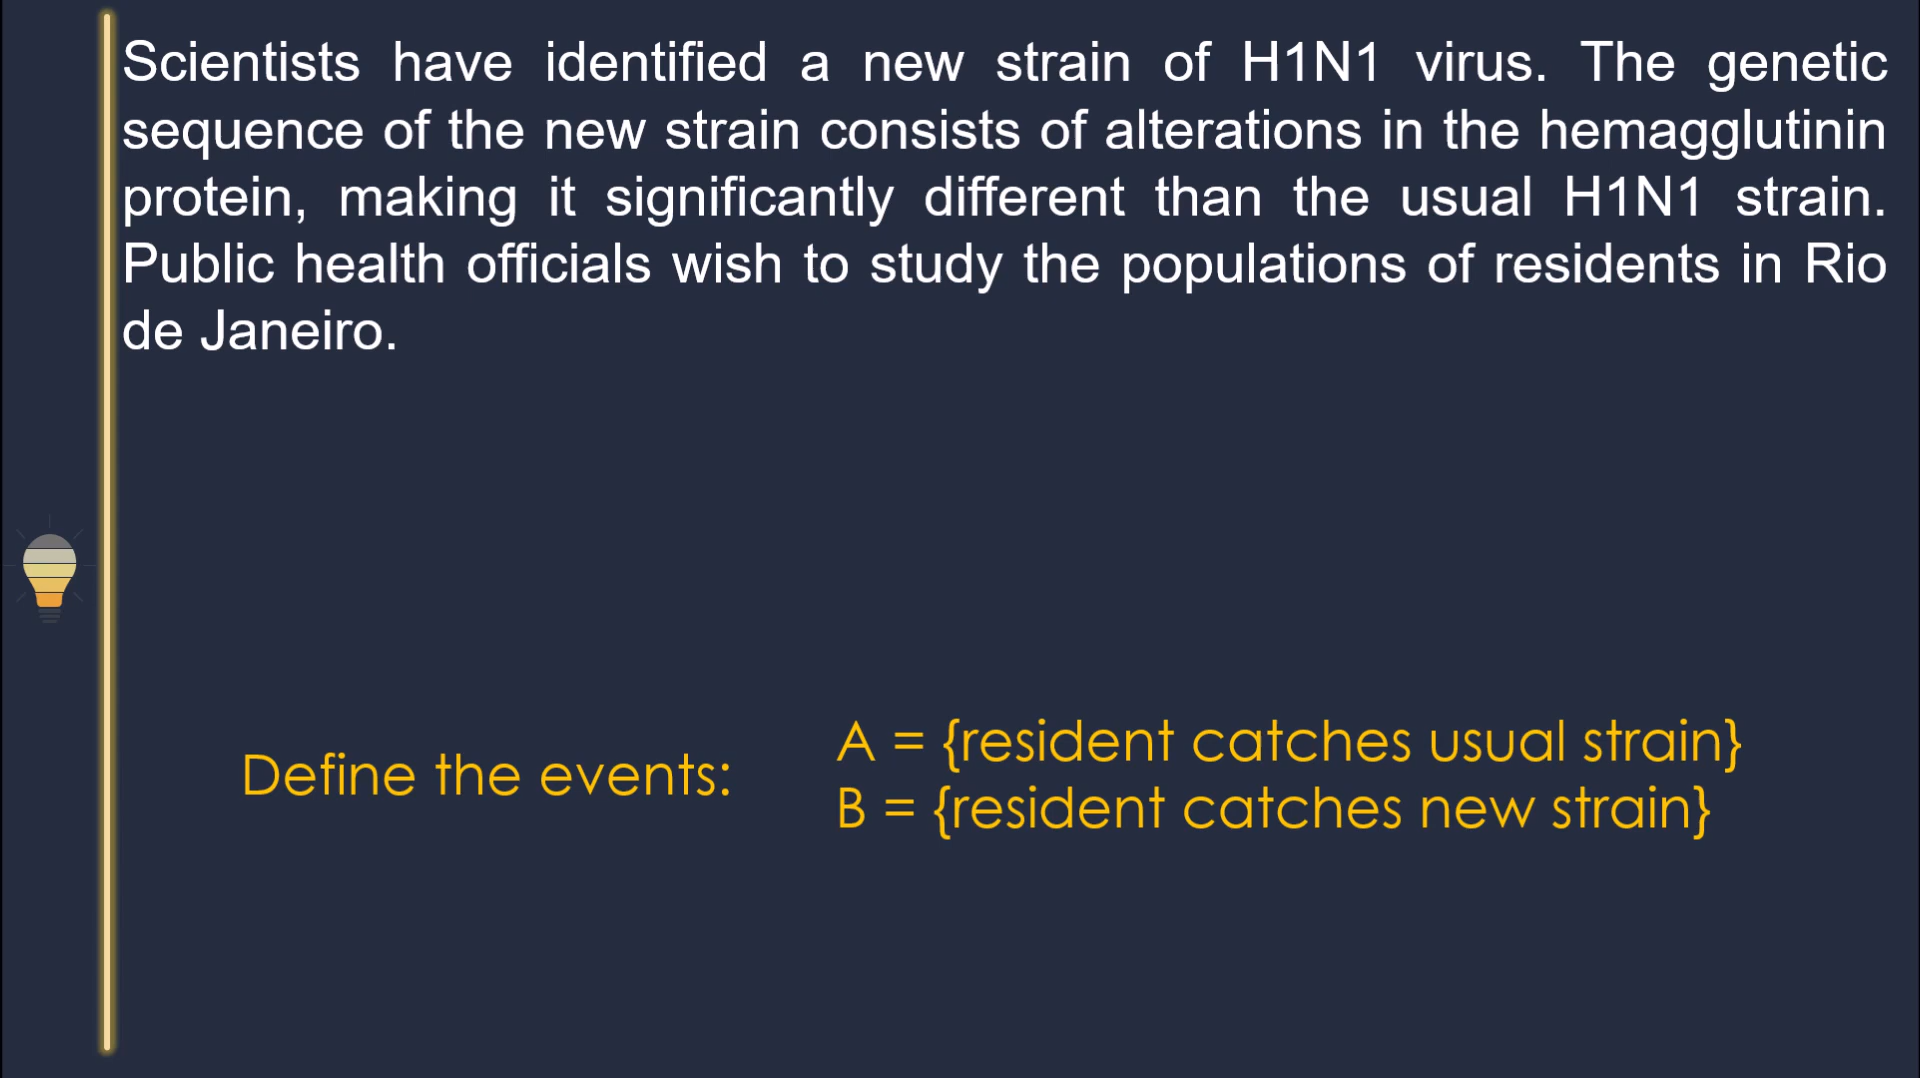 Scientists have identified a new strain of H1N1 virus. The genetic
sequence of the new strain consists of alterations in the hemagglutinin
protein, making it significantly different than the usual H1N1 strain.
Public health officials wish to study the populations of residents in Rio
de Janeiro.
Define the events:
A = {resident catches usual strain}
B = {resident catches new strain}